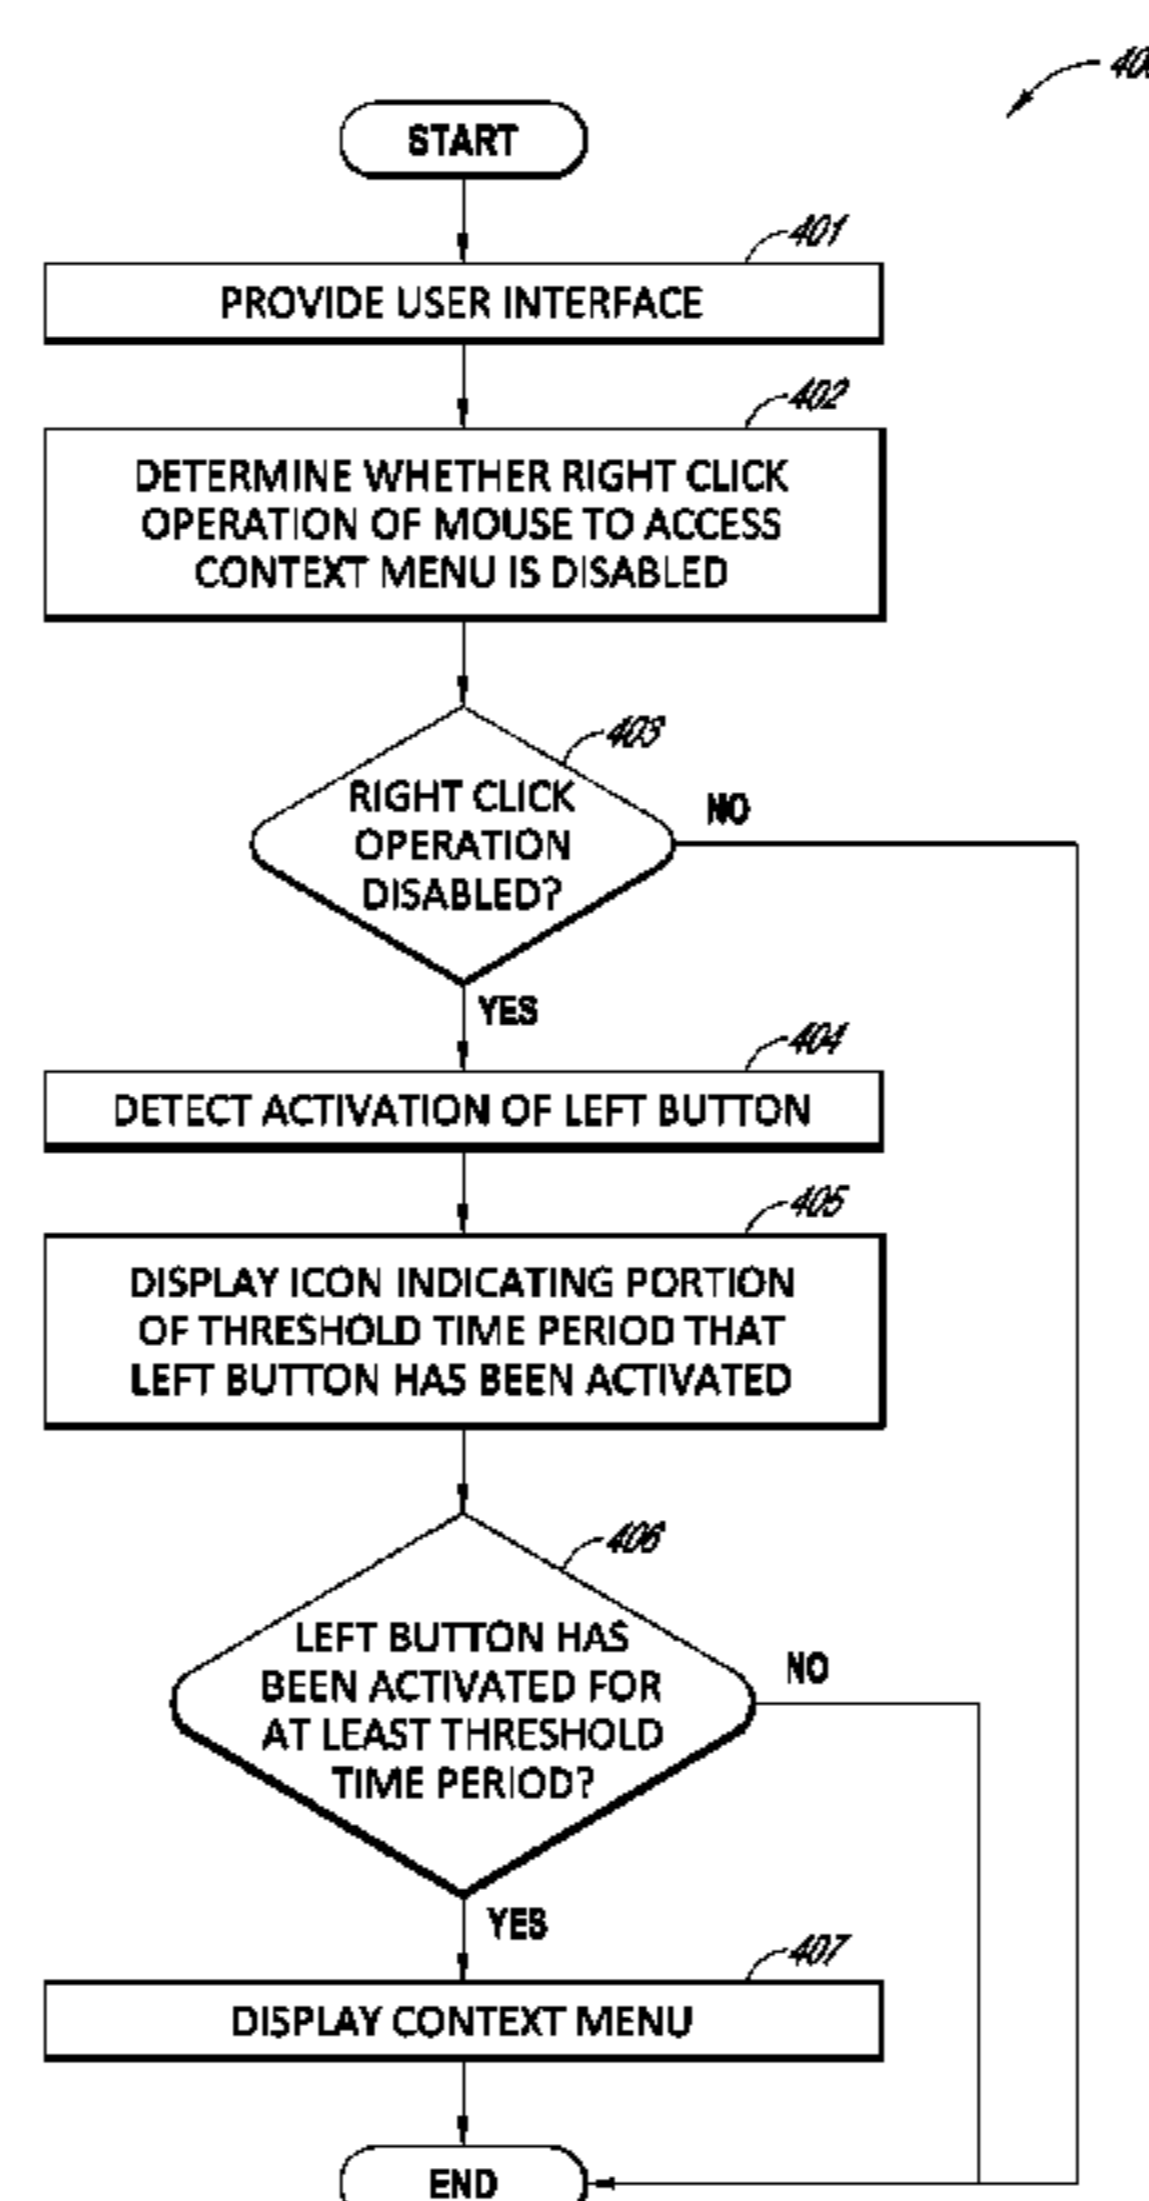 START
401
PROVIDE USER INTERFACE
402
DETERMINE WHETHER RIGHT CLICK
OPERATION OF MOUSE TO ACCESS
CONTEXT MENU IS DISABLED
403
RIGHT CLICK
OPERATION
DISABLED?
NO
YES
404
DETECT ACTIVATION OF LEFT BUTTON
405
DISPLAY ICON INDICATING PORTION
OF THRESHOLD TIME PERIOD THAT
LEFT BUTTON HAS BEEN ACTIVATED
406
LEFT BUTTON HAS
BEEN ACTIVATED FOR
AT LEAST THRESHOLD
TIME PERIOD?
NO
YES
407
DISPLAY CONTEXT MENU
END